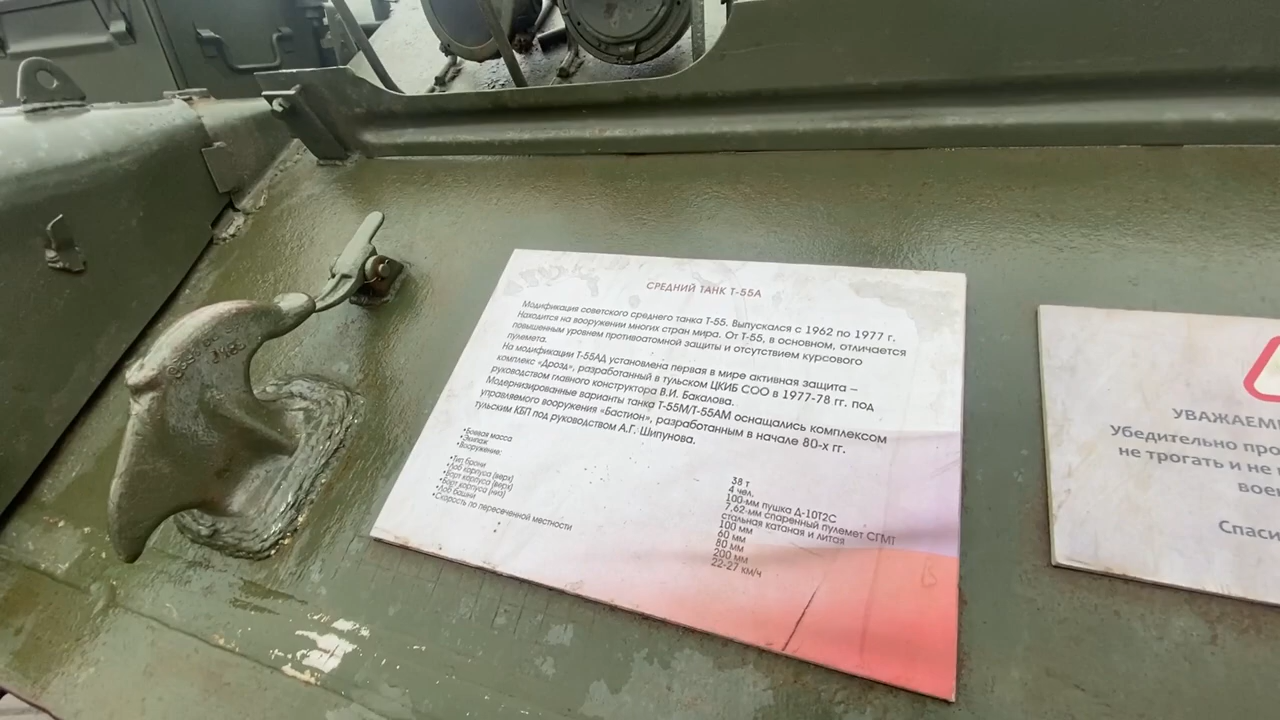 СРЕДНИЙ ТАНК Т-55А
Модификация советского среднего танка Т-55. Выпускался с 1962 по 1977 г.
Находится на вооружении многих стран мира. От Т-55, в основном, отличается
повышенным уровнем противоатомной защиты и отсутствием курсового
пулемета.
На модификации Т-55АД установлена первая в мире активная защита –
комплекс «Дрозд», разработанный в тульском ЦКИБ СОО в 1977-78 гг. под
руководством главного конструктора В.И. Бакалова.
Модернизированные варианты танка Т-55М/Т-55АМ оснащались комплексом
управляемого вооружения «Бастион», разработанным в начале 80-х гг.
тульским КБП под руководством А.Г. Шипунова.
•Боевая масса 38 т
•Экипаж 4 чел.
•Вооружение: 100-мм пушка Д-10Т2С
7,62-мм спаренный пулемет СГМТ
•Тип брони стальная катаная и литая
•Лоб корпуса (верх) 100 мм
•Борт корпуса (верх) 60 мм
•Борт корпуса (низ) 80 мм
•Лоб башни 200 мм
•Скорость по пересеченной местности 22-27 км/ч
УВАЖАЕМ
Убедительно про
не трогать и не
вое
Спаси